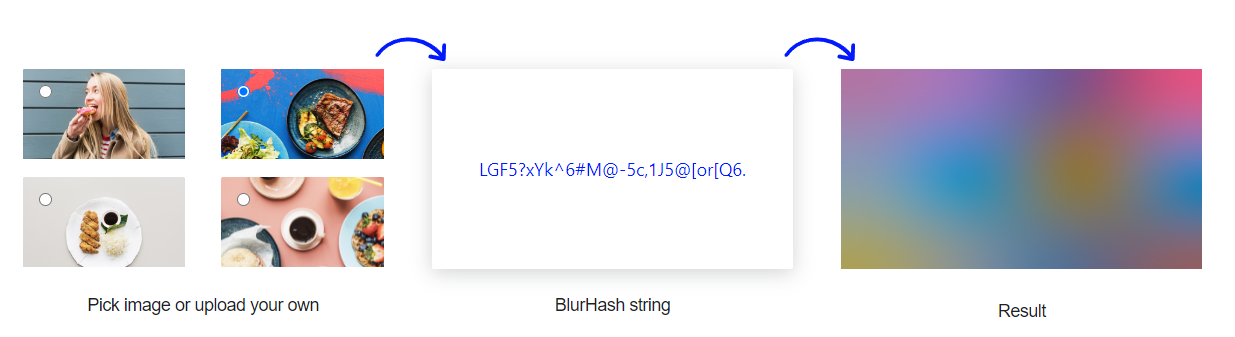 LGF5?xYk^6#M@-5c,1J5@[or[Q6.
Pick image or upload your own
BlurHash string
Result